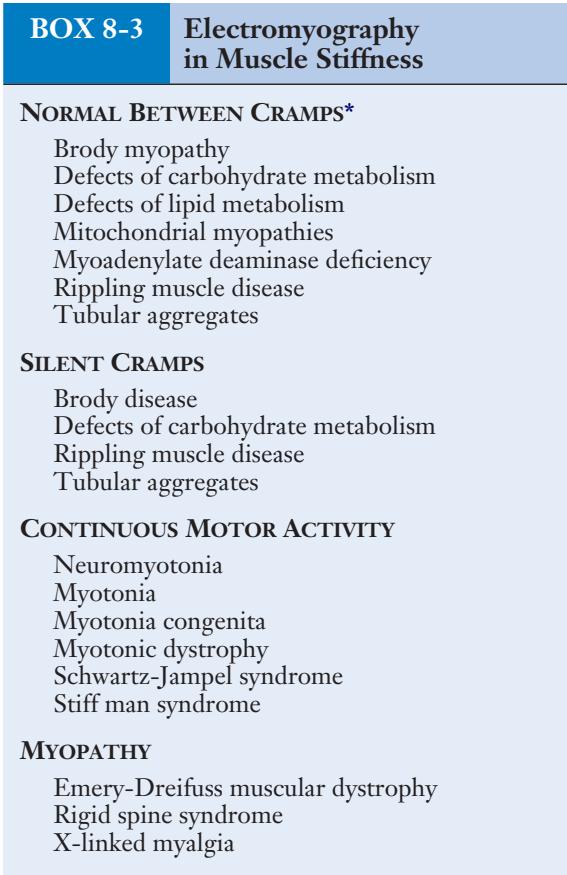 BOX 8-3
Electromyography
in Muscle Stiffness
NORMAL BETWEEN CRAMPS*
Brody myopathy
Defects of carbohydrate metabolism
Defects of lipid metabolism
Mitochondrial myopathies
Myoadenylate deaminase deficiency
Rippling muscle disease
Tubular aggregates
SILENT CRAMPS
Brody disease
Defects of carbohydrate metabolism
Rippling muscle disease
Tubular aggregates
CONTINUOUS MOTOR ACTIVITY
Neuromyotonia
Myotonia
Myotonia congenita
Myotonic dystrophy
Schwartz-Jampel syndrome
Stiff man syndrome
MYOPATHY
Emery-Dreifuss muscular dystrophy
Rigid spine syndrome
X-linked myalgia